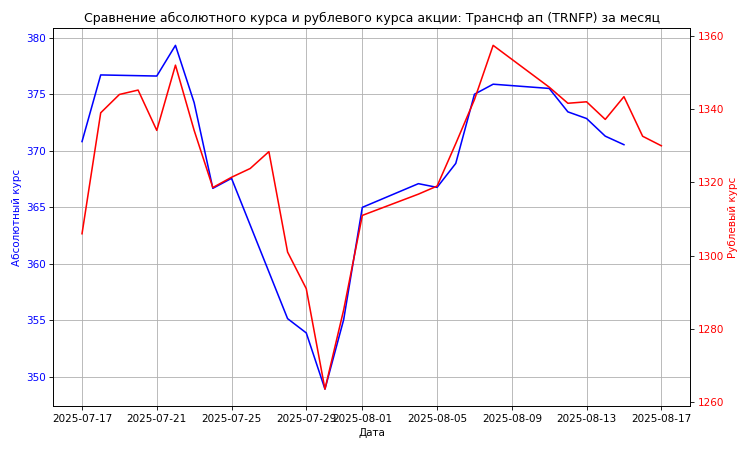 Сравнение абсолютного курса и рублевого курса акции: Транснф ап (TRNFP) за месяц
380
375
370
365
360
355
350
Абсолютный курс
1360
1340
1320
1300
1280
1260
Рублевый курс
2025-07-17 2025-07-21 2025-07-25 2025-07-29 2025-08-01 2025-08-05 2025-08-09 2025-08-13 2025-08-17
Дата